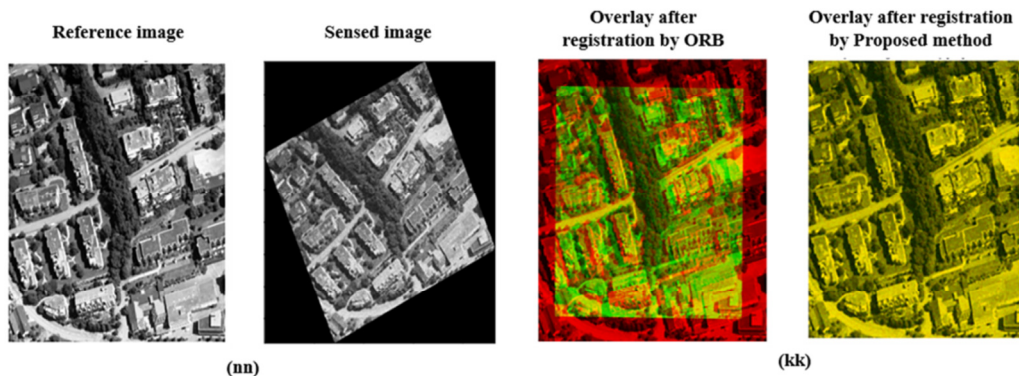 Reference image
Sensed image
Overlay after
registration by ORB
Overlay after registration
by Proposed method
(nn)
(kk)